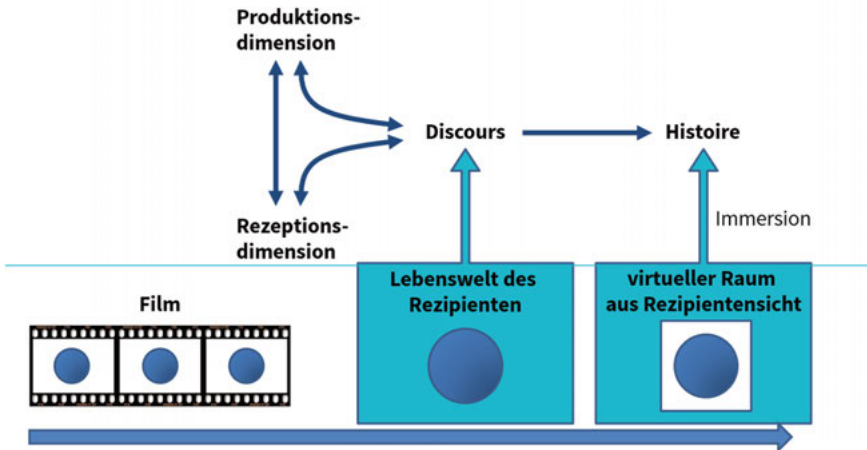 Produktions-
dimension
Discours
Histoire
Rezeptions-
dimension
Immersion
Film
Lebenswelt des
Rezipienten
virtueller Raum
aus Rezipientensicht